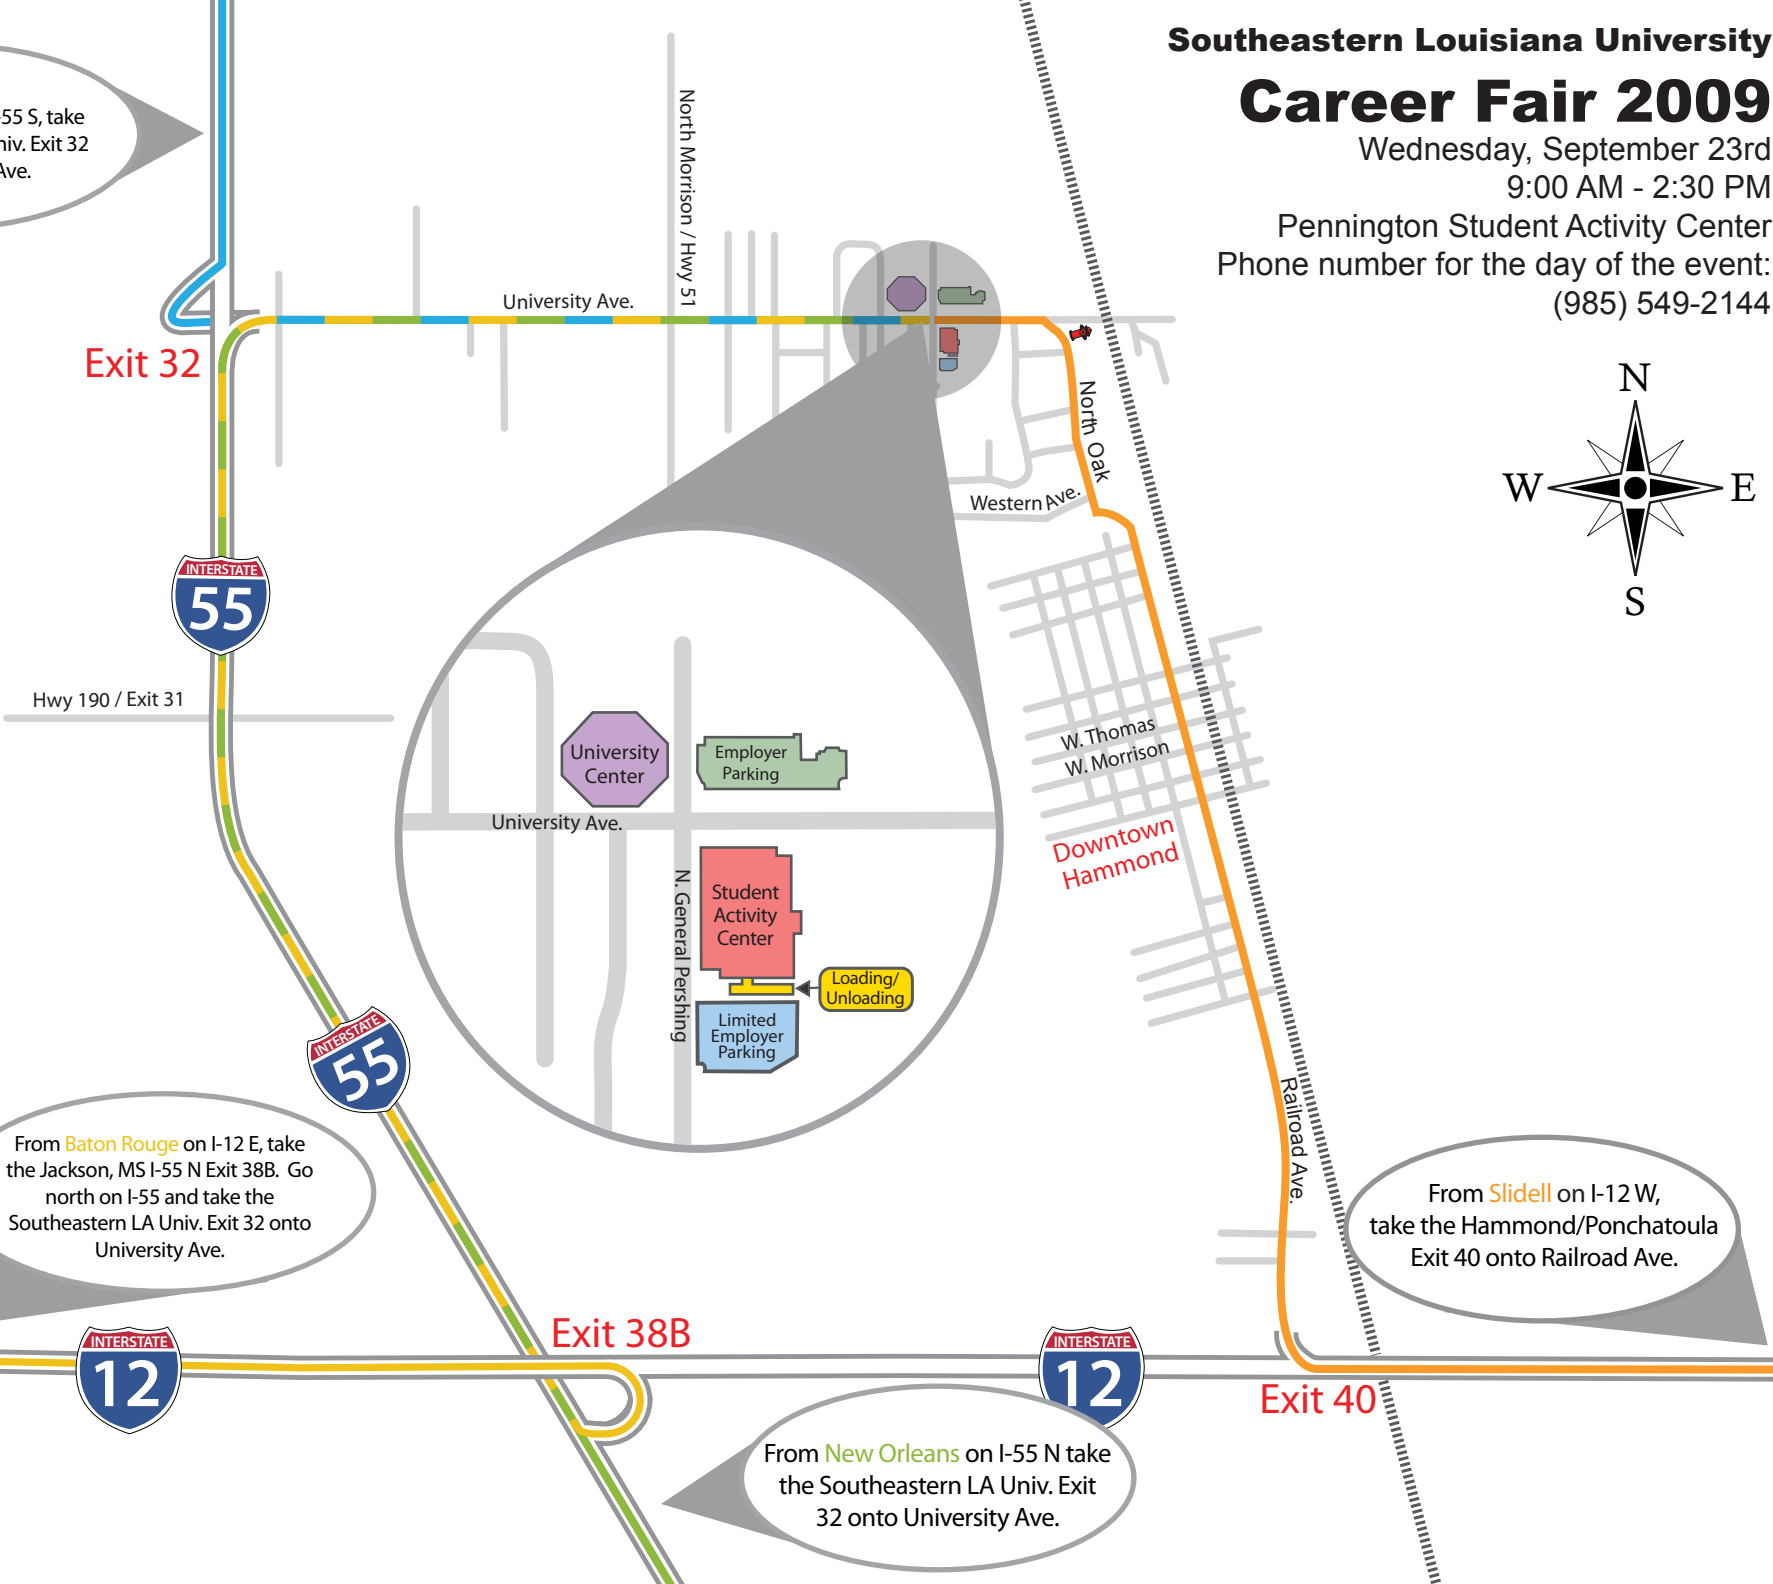 Southeastern Louisiana University
Career Fair 2009
Wednesday, September 23rd
9:00 AM - 2:30 PM
Pennington Student Activity Center
Phone number for the day of the event:
(985) 549-2144
-55 S, take
niv. Exit 32
Ave.
North Morrison / Hwy 51
University Ave.
Exit 32
North Oak
Western Ave.
N
W
E
S
INTERSTATE
55
Hwy 190 / Exit 31
University
Center
Employer
Parking
University Ave.
N. General Pershing
Student
Activity
Center
Loading/
Unloading
Limited
Employer
Parking
W. Thomas
W. Morrison
Downtown
Hammond
INTERSTATE
55
Railroad Ave.
From Baton Rouge on I-12 E, take
the Jackson, MS I-55 N Exit 38B. Go
north on I-55 and take the
Southeastern LA Univ. Exit 32 onto
University Ave.
From Slidell on I-12 W,
take the Hammond/Ponchatoula
Exit 40 onto Railroad Ave.
Exit 38B
INTERSTATE
12
INTERSTATE
12
Exit 40
From New Orleans on I-55 N take
the Southeastern LA Univ. Exit
32 onto University Ave.